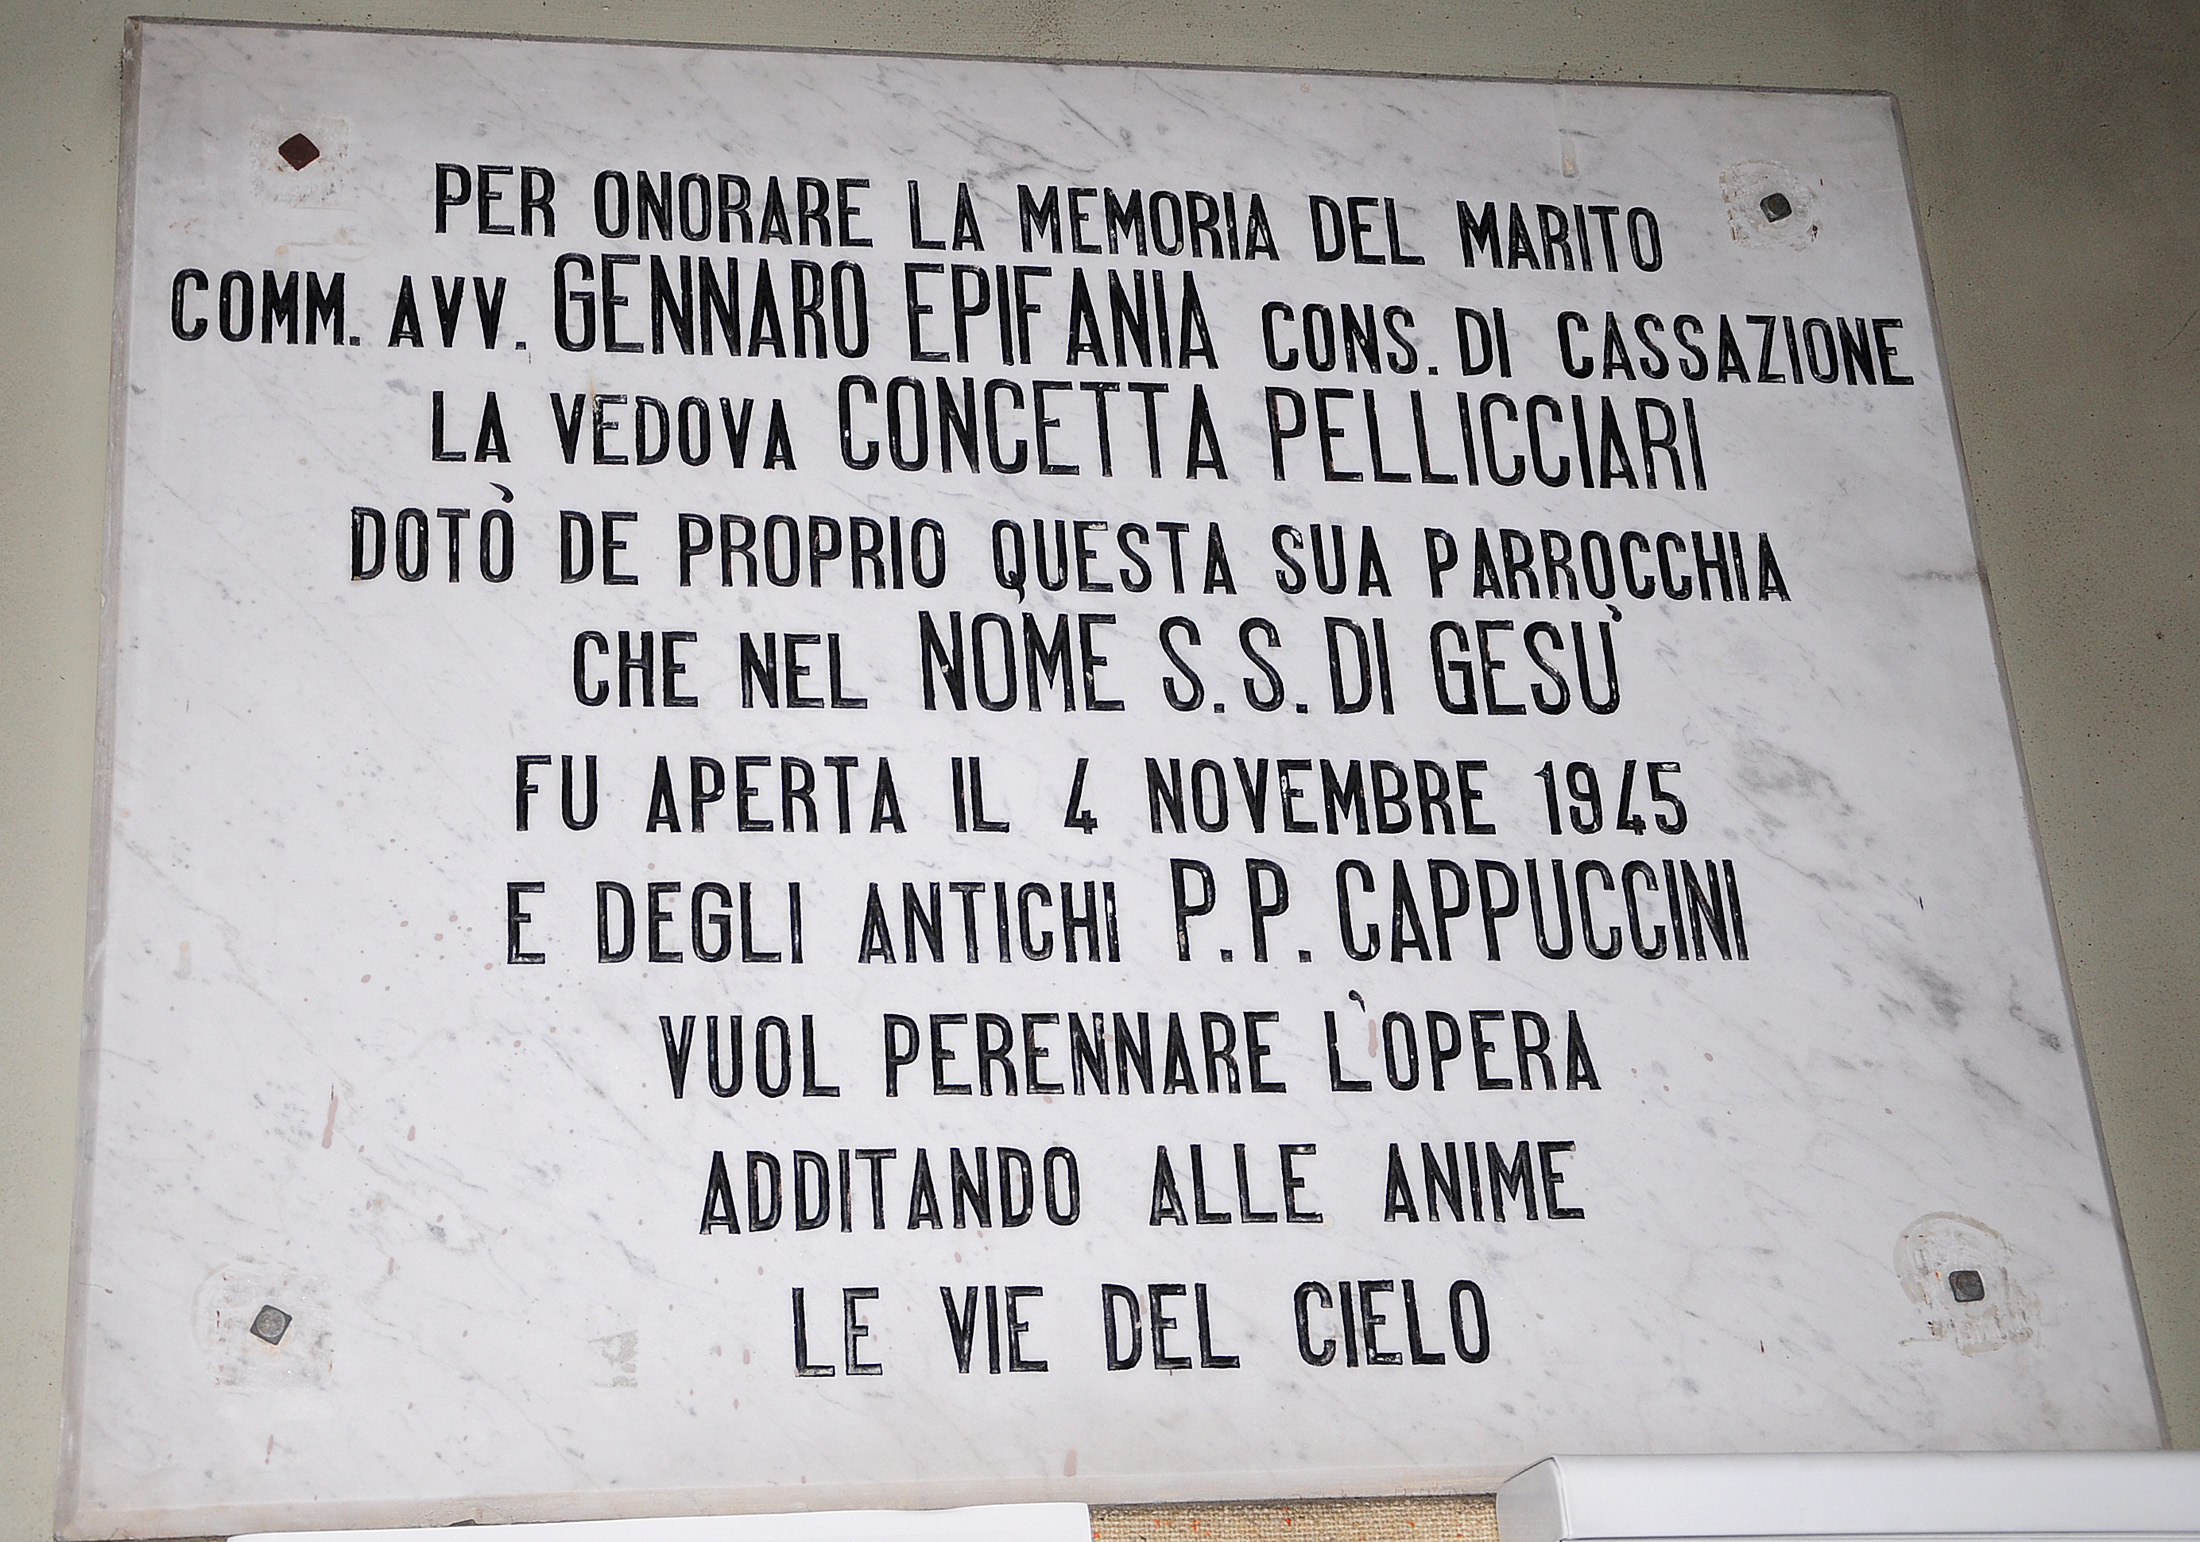 PER ONORARE LA MEMORIA DEL MARITO
COMM. AVV. GENNARO EPIFANIA CONS. DI CASSAZIONE
LA VEDOVA CONCETTA PELLICCIARI
DOTÒ DE PROPRIO QUESTA SUA PARROCCHIA
CHE NEL NOME S.S. DI GESU'
FU APERTA IL 4 NOVEMBRE 1945
E DEGLI ANTICHI P.P. CAPPUCCINI
VUOL PERENNARE L'OPERA
ADDITANDO ALLE ANIME
LE VIE DEL CIELO